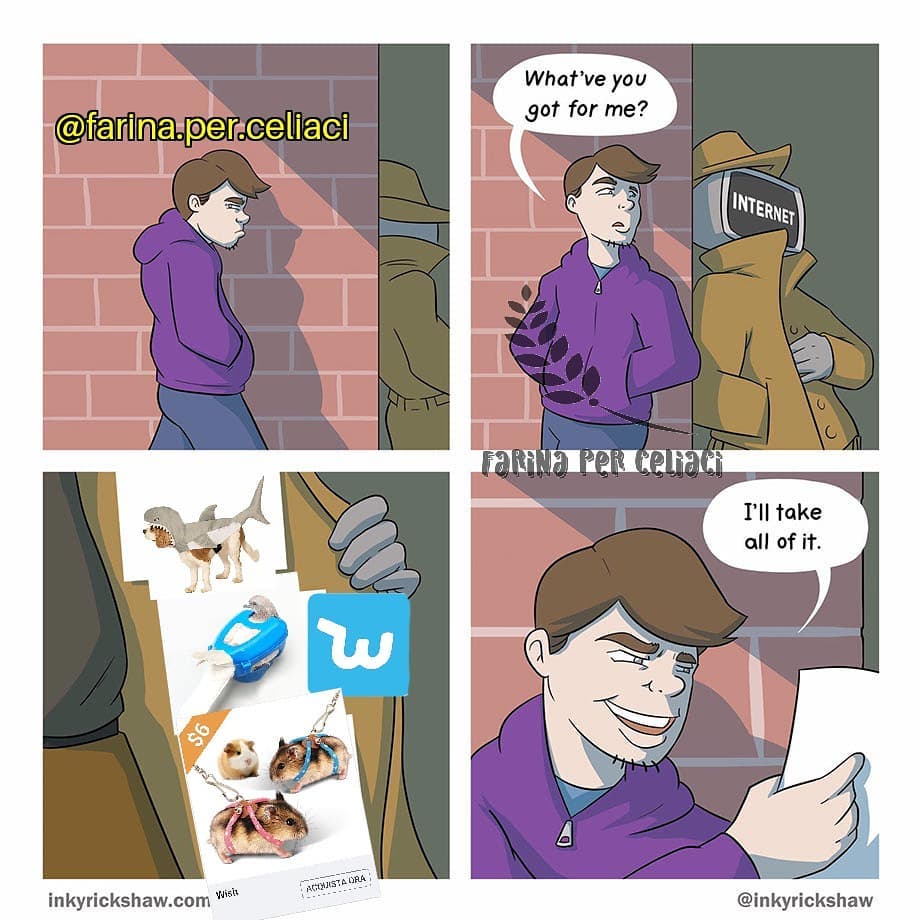 @farina.per.celiaci
What've you
got for me?
INTERNET
FARINA PER CELIACI
$6
Wish
ACQUISTA ORA
I'll take
all of it.
inkyrickshaw.com
@inkyrickshaw